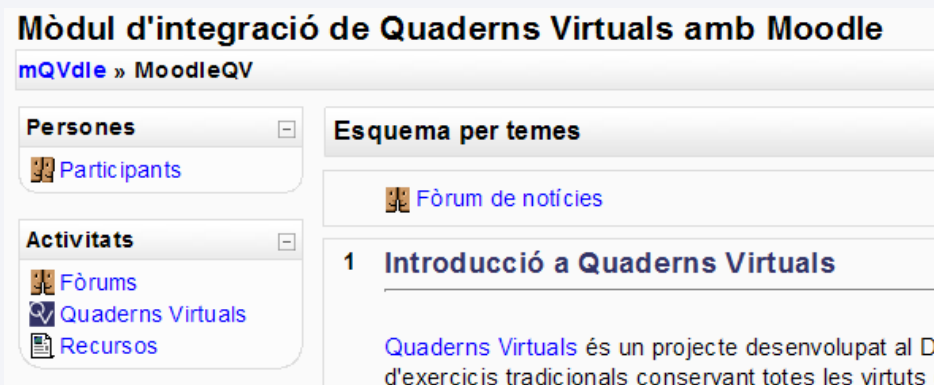 Mòdul d'integració de Quaderns Virtuals amb Moodle
mQVdle » MoodleQV
Persones
Participants
Activitats
Fòrums
Quaderns Virtuals
Recursos
Esquema per temes
Fòrum de notícies
1 Introducció a Quaderns Virtuals
Quaderns Virtuals és un projecte desenvolupat al D
d'exercicis tradicionals conservant totes les virtuts